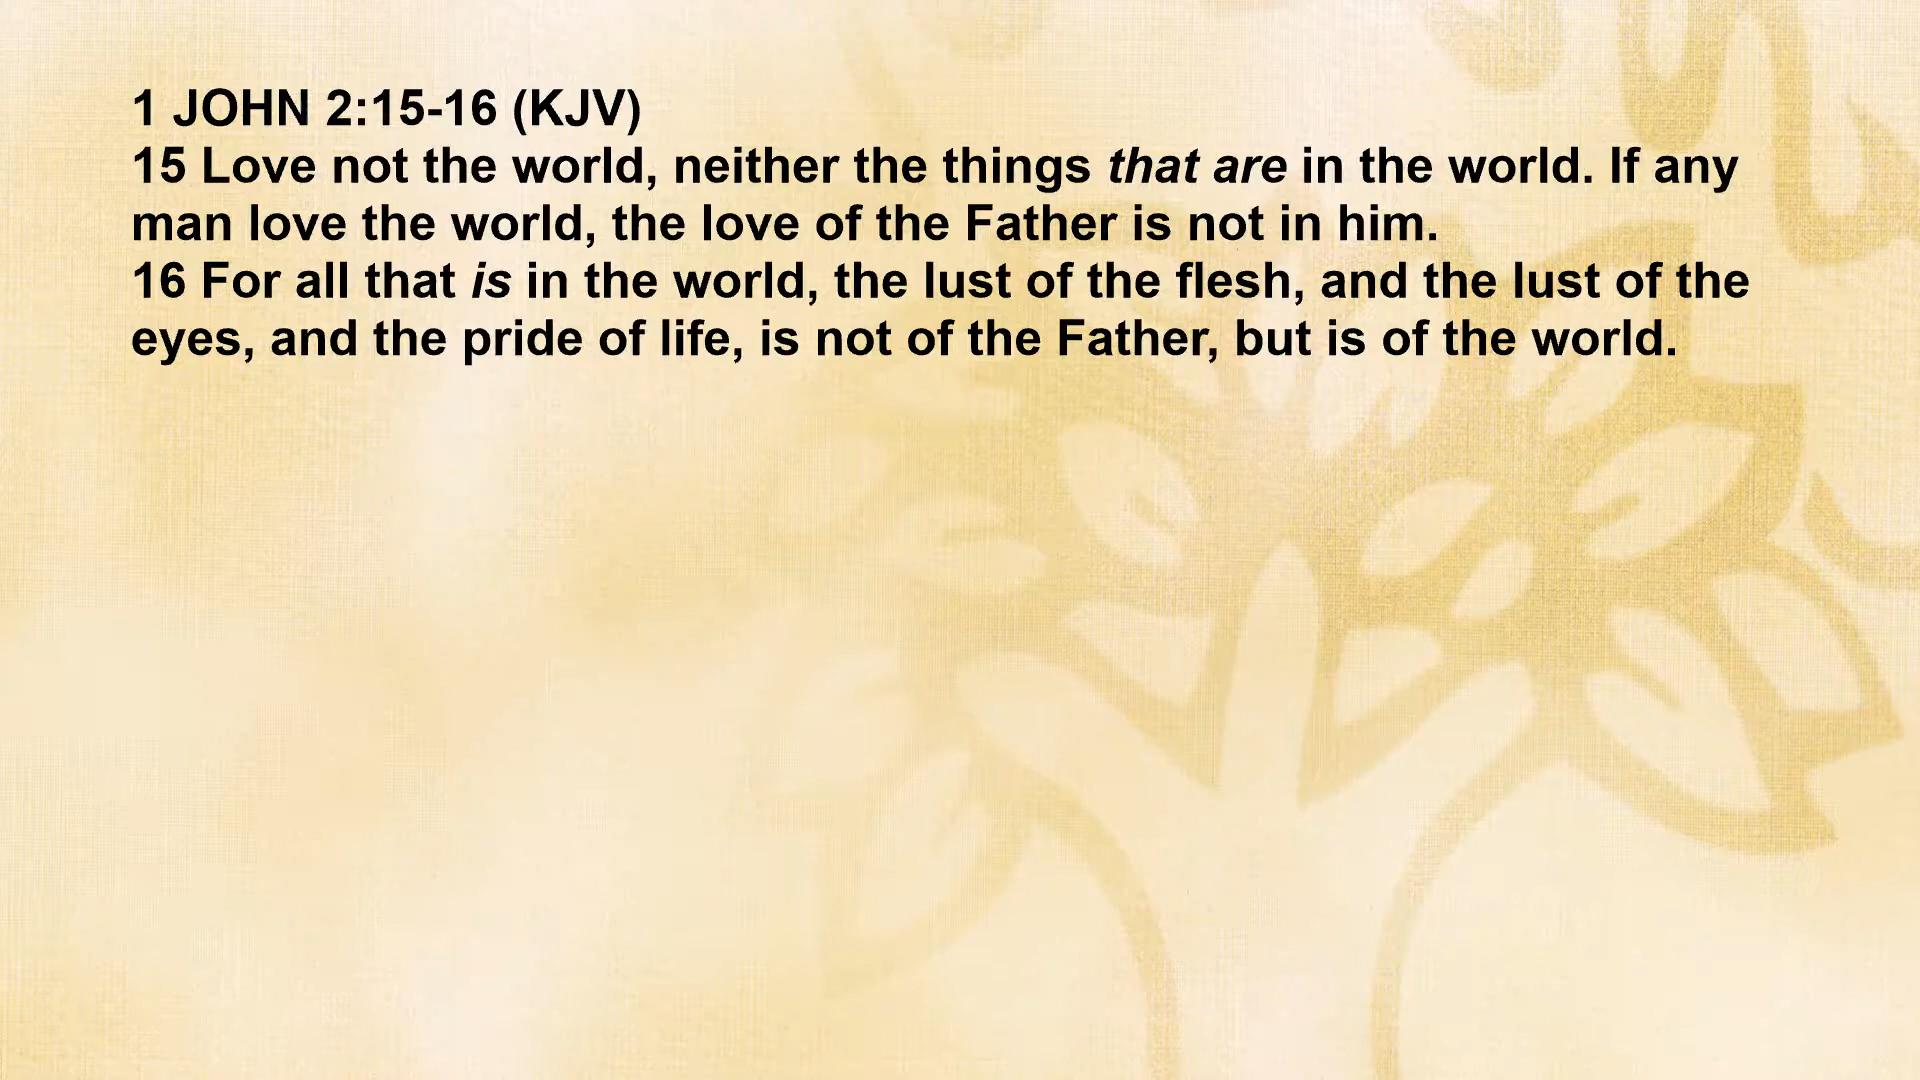 1 JOHN 2:15-16 (KJV)
15 Love not the world, neither the things that are in the world. If any
man love the world, the love of the Father is not in him.
16 For all that is in the world, the lust of the flesh, and the lust of the
eyes, and the pride of life, is not of the Father, but is of the world.